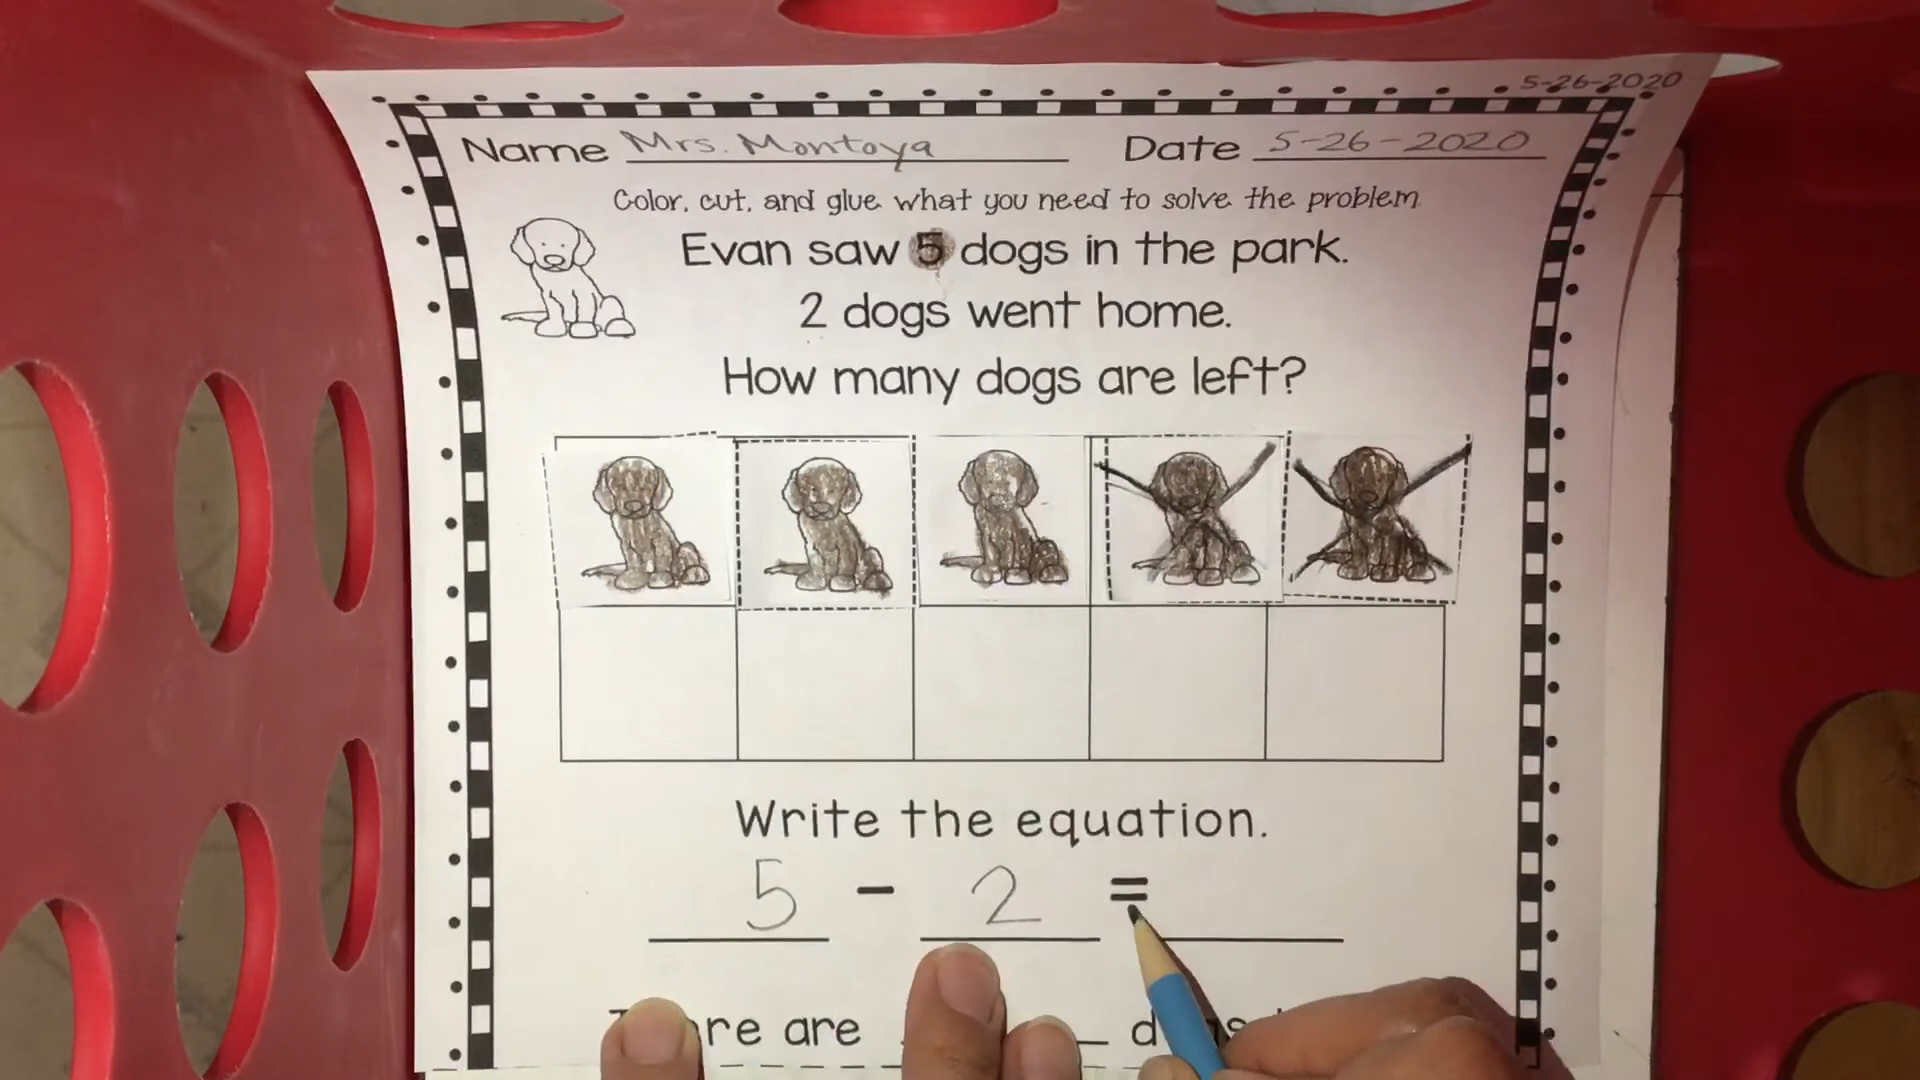 5-26-2020
Name Mrs. Montoya Date 5-26-2020
Color, cut, and glue what you need to solve the problem.
Evan saw 5 dogs in the park.
2 dogs went home.
How many dogs are left?
Write the equation.
5 - 2 =
are